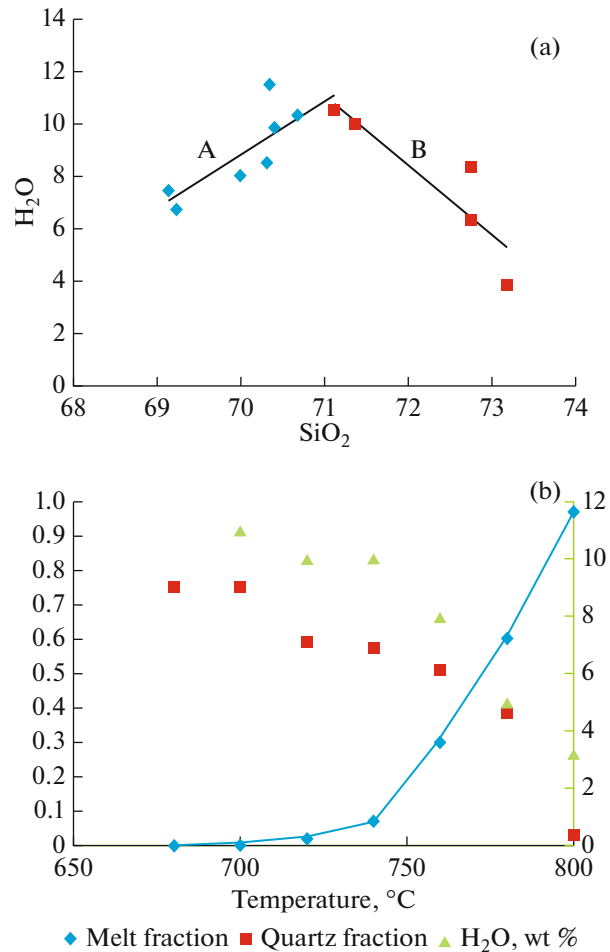 (a)
14
12
10
8
6
4
2
0
H₂O
A
B
68 69 70 71 72 73 74
SiO₂
(b)
1.0
0.9
0.8
0.7
0.6
0.5
0.4
0.3
0.2
0.1
0
12
10
8
6
4
2
0
650 700 750 800
Temperature, °C
Melt fraction Quartz fraction H₂O, wt %